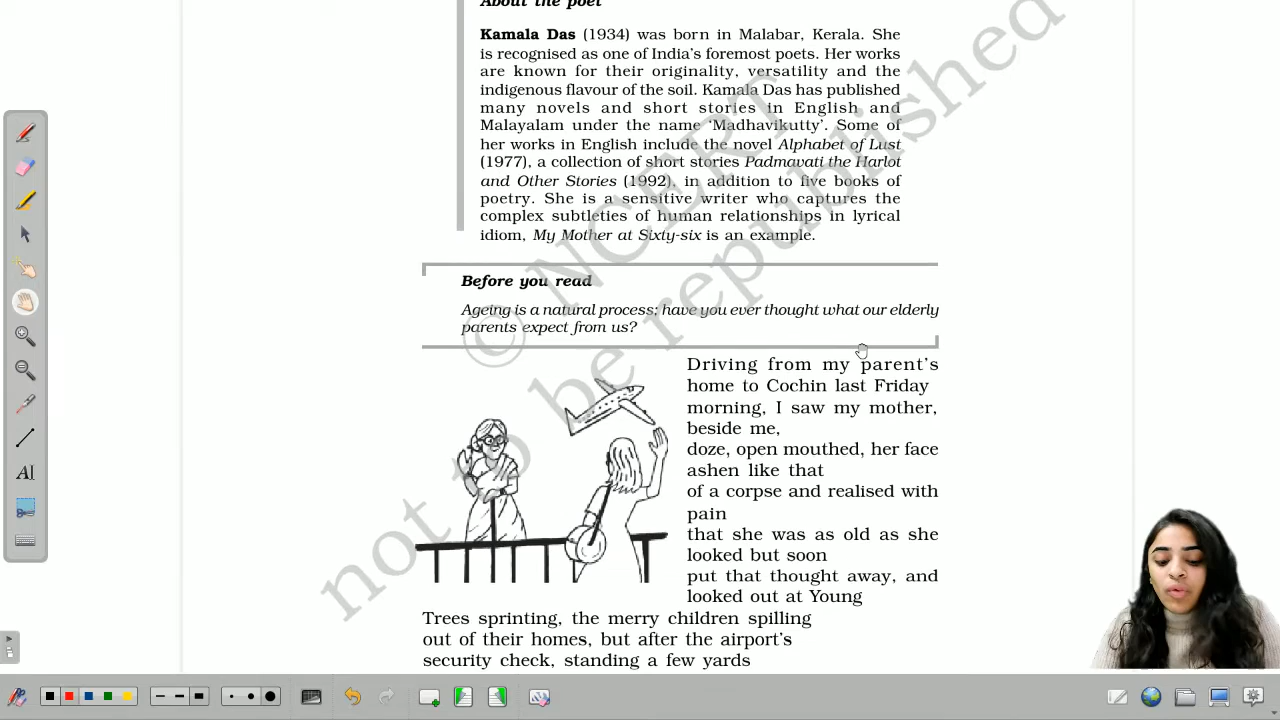 About the poet
Kamala Das (1934) was born in Malabar, Kerala. She
is recognised as one of India's foremost poets. Her works
are known for their originality, versatility and the
indigenous flavour of the soil. Kamala Das has published
many novels and short stories in English and
Malayalam under the name 'Madhavikutty'. Some of
her works in English include the novel Alphabet of Lust
(1977), a collection of short stories Padmavati the Harlot
and Other Stories (1992), in addition to five books of
poetry. She is a sensitive writer who captures the
complex subtleties of human relationships in lyrical
idiom, My Mother at Sixty-six is an example.
Before you read
Ageing is a natural process; have you ever thought what our elderly
parents expect from us?
Driving from my parent's
home to Cochin last Friday
morning, I saw my mother,
beside me,
doze, open mouthed, her face
ashen like that
of a corpse and realised with
pain
that she was as old as she
looked but soon
put that thought away, and
looked out at Young
Trees sprinting, the merry children spilling
out of their homes, but after the airport's
security check, standing a few yards
© NCERT
not to be republished
AI